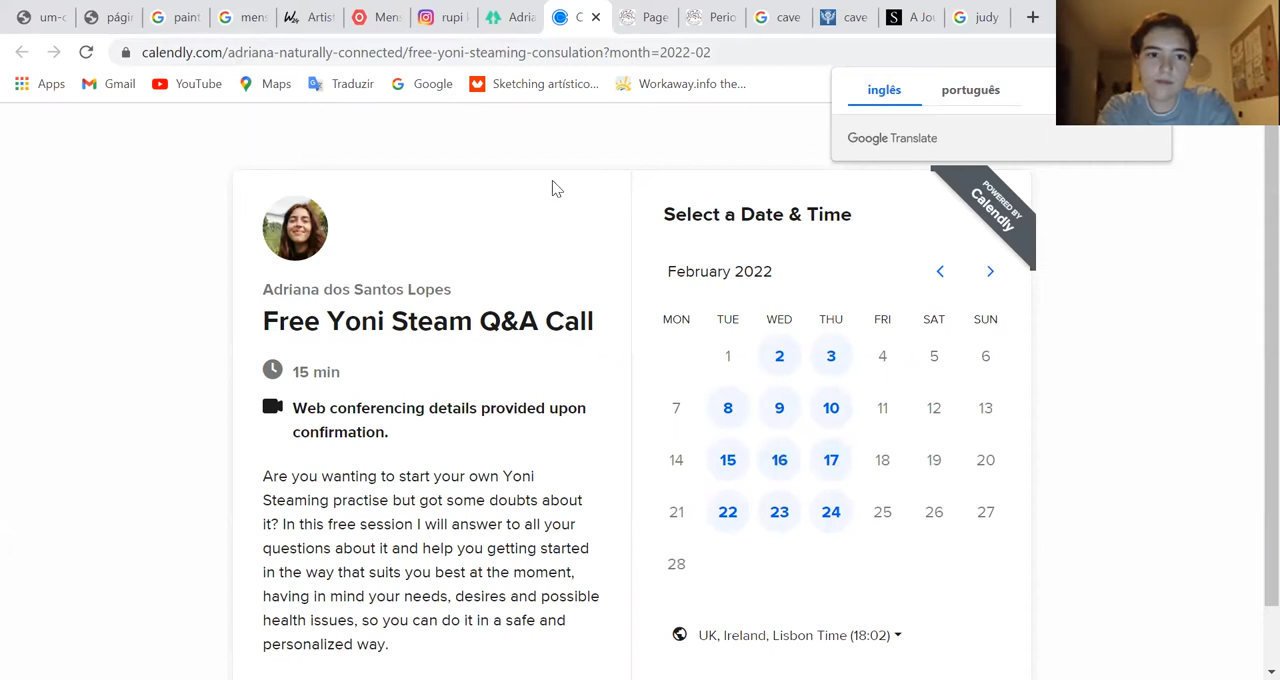 um-c
págir
paint
mens
Artist
Mens
rupi k
Adria
C
Page
Perio
cave
cave
A Jou
judy
calendly.com/adriana-naturally-connected/free-yoni-steaming-consulation?month=2022-02
Apps
Gmail
YouTube
Maps
Traduzir
Google
Sketching artístico...
Workaway.info the...
inglês
português
Google Translate
POWERED BY
Calendly
Adriana dos Santos Lopes
Free Yoni Steam Q&A Call
15 min
Web conferencing details provided upon
confirmation.
Are you wanting to start your own Yoni
Steaming practise but got some doubts about
it? In this free session I will answer to all your
questions about it and help you getting started
in the way that suits you best at the moment,
having in mind your needs, desires and possible
health issues, so you can do it in a safe and
personalized way.
Select a Date & Time
February 2022
MON TUE WED THU FRI SAT SUN
1 2 3 4 5 6
7 8 9 10 11 12 13
14 15 16 17 18 19 20
21 22 23 24 25 26 27
28
UK, Ireland, Lisbon Time (18:02)